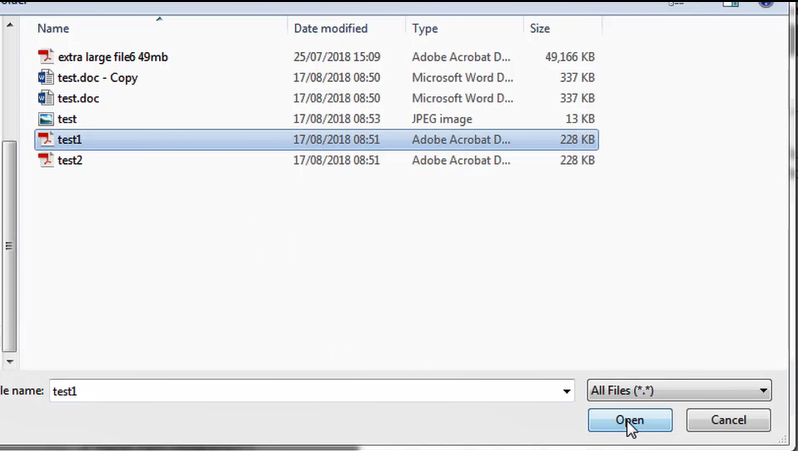 Name Date modified Type Size
extra large file6 49mb 25/07/2018 15:09 Adobe Acrobat D... 49,166 KB
test.doc - Copy 17/08/2018 08:50 Microsoft Word D... 337 KB
test.doc 17/08/2018 08:50 Microsoft Word D... 337 KB
test 17/08/2018 08:53 JPEG image 13 KB
test1 17/08/2018 08:51 Adobe Acrobat D... 228 KB
test2 17/08/2018 08:51 Adobe Acrobat D... 228 KB
le name: test1 All Files (*.*)
Open Cancel